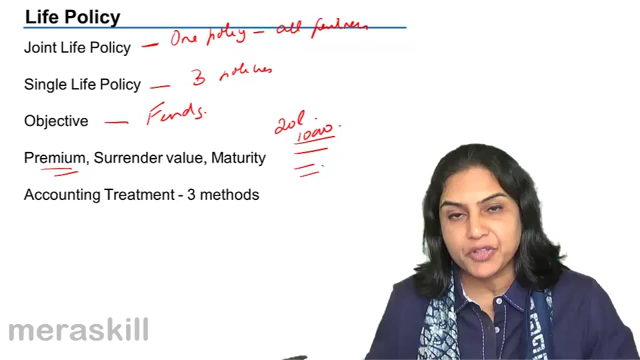 Life Policy
Joint Life Policy — One policy – all partners
Single Life Policy — 3 policies
Objective — Funds.
20l.
1000.
Premium, Surrender value, Maturity
Accounting Treatment - 3 methods
meraskill